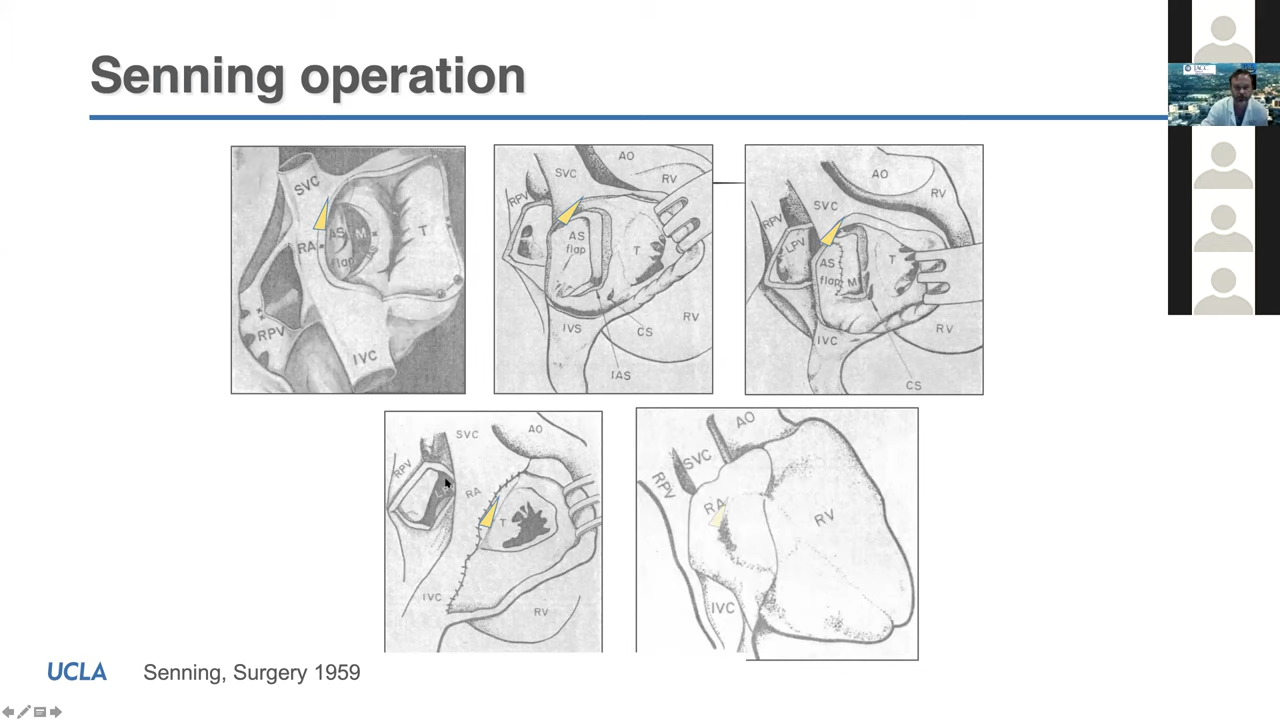 Senning operation
SVC
RA
AS
M
flap
T
RPV
IVC
AO
SVC
RV
RPV
AS
flap
T
RV
IVS
CS
IAS
AO
RV
SVC
RPV
LPV
AS
flap
M
T
IVC
RV
CS
SVC
AO
RPV
RA
T
IVC
RV
AO
SVC
RPV
RA
RV
IVC
UCLA
Senning, Surgery 1959
ACC